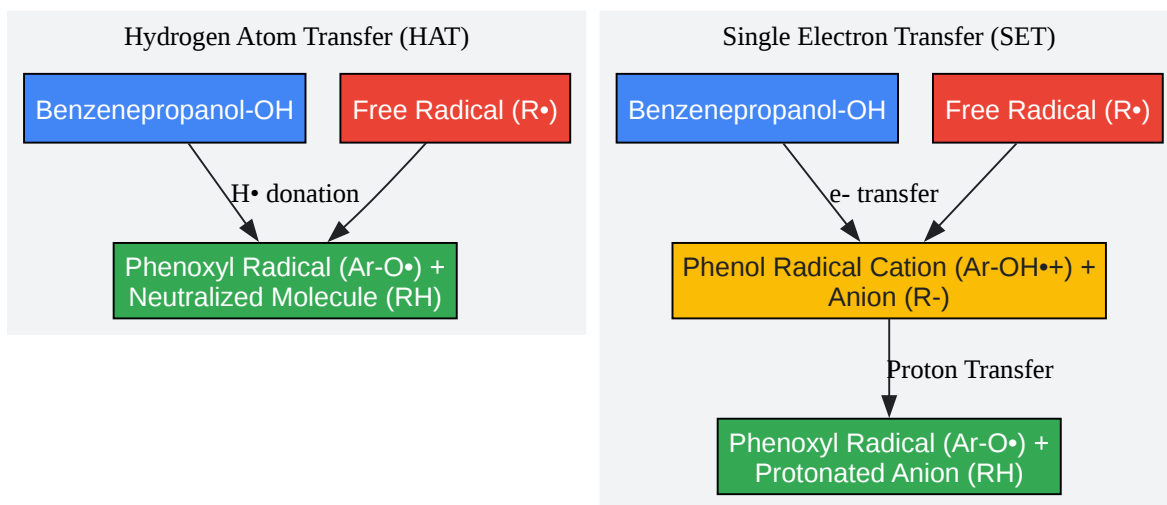 Hydrogen Atom Transfer (HAT)
Benzenepropanol-OH
Free Radical (R•)
H• donation
Phenoxyl Radical (Ar-O•) +
Neutralized Molecule (RH)
Single Electron Transfer (SET)
Benzenepropanol-OH
Free Radical (R•)
e- transfer
Phenol Radical Cation (Ar-OH•+) +
Anion (R-)
Proton Transfer
Phenoxyl Radical (Ar-O•) +
Protonated Anion (RH)